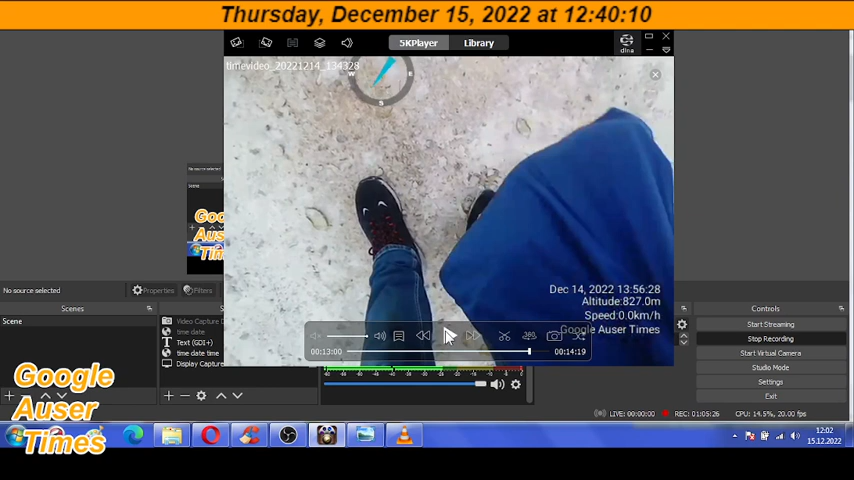 Thursday, December 15, 2022 at 12:40:10
5KPlayer
Library
dlna
timevideo_20221214_134328
W
E
S
Dec 14, 2022 13:56:28
Altitude:827.0m
Speed:0.0km/h
Google Auser Times
00:13:00
00:14:19
No source selected
Properties
Filters
Scenes
Scene
Video Capture D
time date
Text (GDI+)
time date time
Display Capture
Controls
Start Streaming
Stop Recording
Start Virtual Camera
Studio Mode
Settings
Exit
LIVE: 00:00:00
REC: 01:05:26
CPU: 14.5%, 20.00 fps
Google
Auser
Times
12:02
15.12.2022